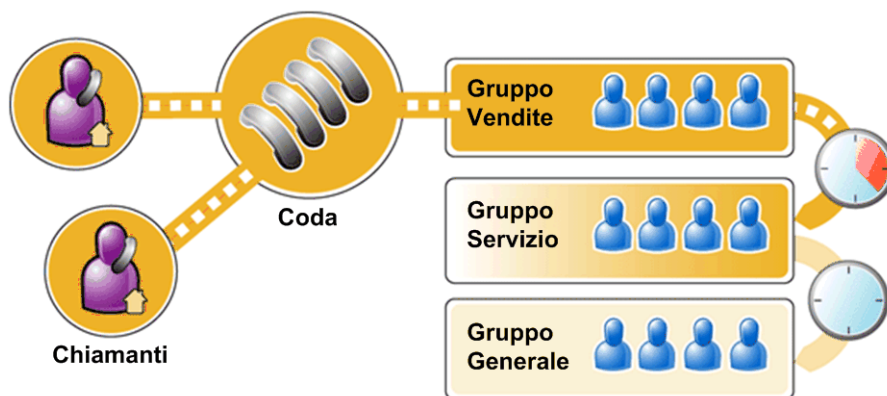 Gruppo
Vendite
Coda
Gruppo
Servizio
Chiamanti
Gruppo
Generale